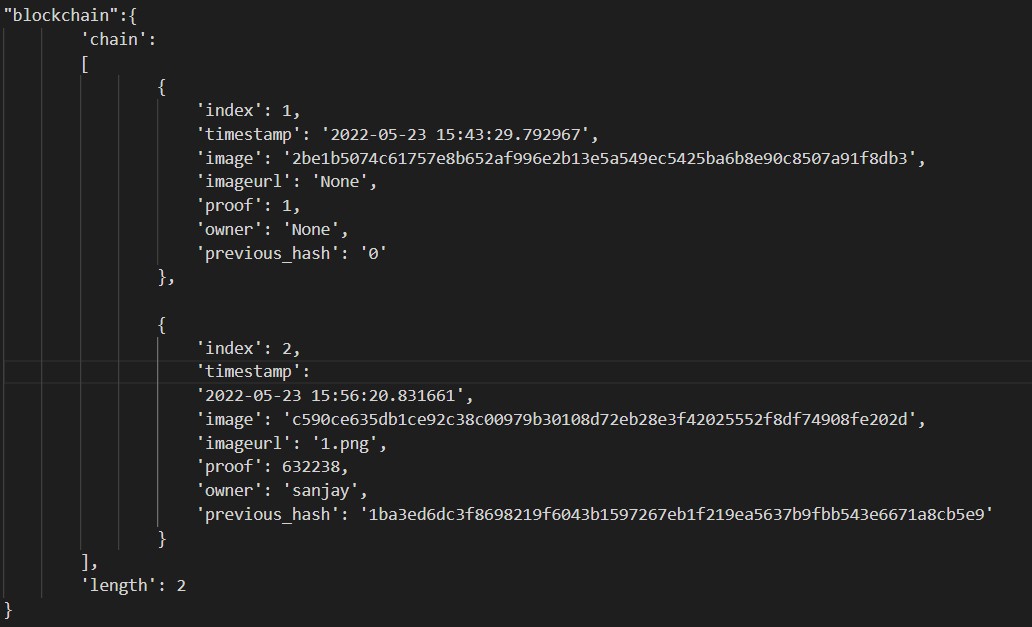 "blockchain":{
'chain':
[
{
'index': 1,
'timestamp': '2022-05-23 15:43:29.792967',
'image': '2be1b5074c61757e8b652af996e2b13e5a549ec5425ba6b8e90c8507a91f8db3',
'imageurl': 'None',
'proof': 1,
'owner': 'None',
'previous_hash': '0'
},
{
'index': 2,
'timestamp':
'2022-05-23 15:56:20.831661',
'image': 'c590ce635db1ce92c38c00979b30108d72eb28e3f42025552f8df74908fe202d',
'imageurl': '1.png',
'proof': 632238,
'owner': 'sanjay',
'previous_hash': '1ba3ed6dc3f8698219f6043b1597267eb1f219ea5637b9fbb543e6671a8cb5e9'
}
],
'length': 2
}